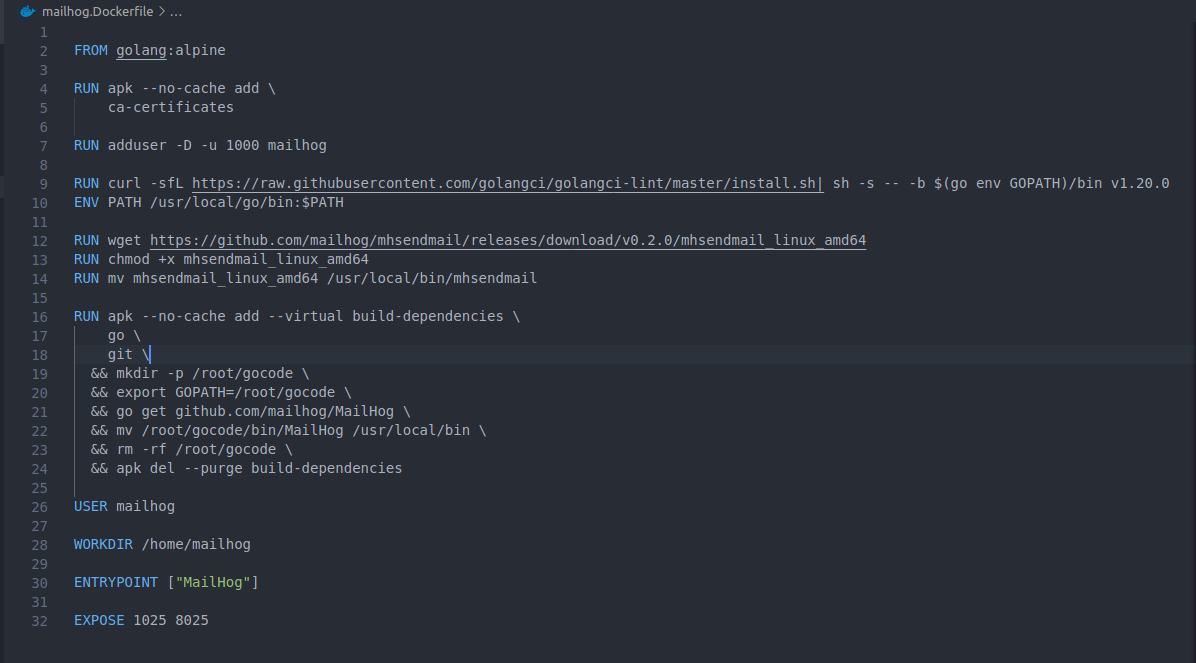 mailhog.Dockerfile > ...
1
2 FROM golang:alpine
3
4 RUN apk --no-cache add \
5     ca-certificates
6
7 RUN adduser -D -u 1000 mailhog
8
9 RUN curl -sfL https://raw.githubusercontent.com/golangci/golangci-lint/master/install.sh| sh -s -- -b $(go env GOPATH)/bin v1.20.0
10 ENV PATH /usr/local/go/bin:$PATH
11
12 RUN wget https://github.com/mailhog/mhsendmail/releases/download/v0.2.0/mhsendmail_linux_amd64
13 RUN chmod +x mhsendmail_linux_amd64
14 RUN mv mhsendmail_linux_amd64 /usr/local/bin/mhsendmail
15
16 RUN apk --no-cache add --virtual build-dependencies \
17     go \
18     git \
19   && mkdir -p /root/gocode \
20   && export GOPATH=/root/gocode \
21   && go get github.com/mailhog/MailHog \
22   && mv /root/gocode/bin/MailHog /usr/local/bin \
23   && rm -rf /root/gocode \
24   && apk del --purge build-dependencies
25
26 USER mailhog
27
28 WORKDIR /home/mailhog
29
30 ENTRYPOINT ["MailHog"]
31
32 EXPOSE 1025 8025